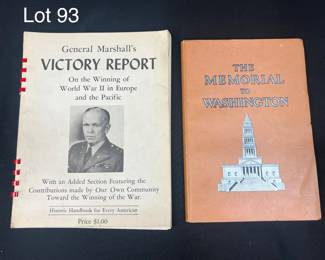 Lot 93
General Marshall's
VICTORY REPORT
On the Winning of
World War II in Europe
and the Pacific
With an Added Section Featuring the
Contributions made by Our Own Community
Toward the Winning of the War.
Historic Handbook for Every American
Price $1.00
THE
MEMORIAL
TO
WASHINGTON